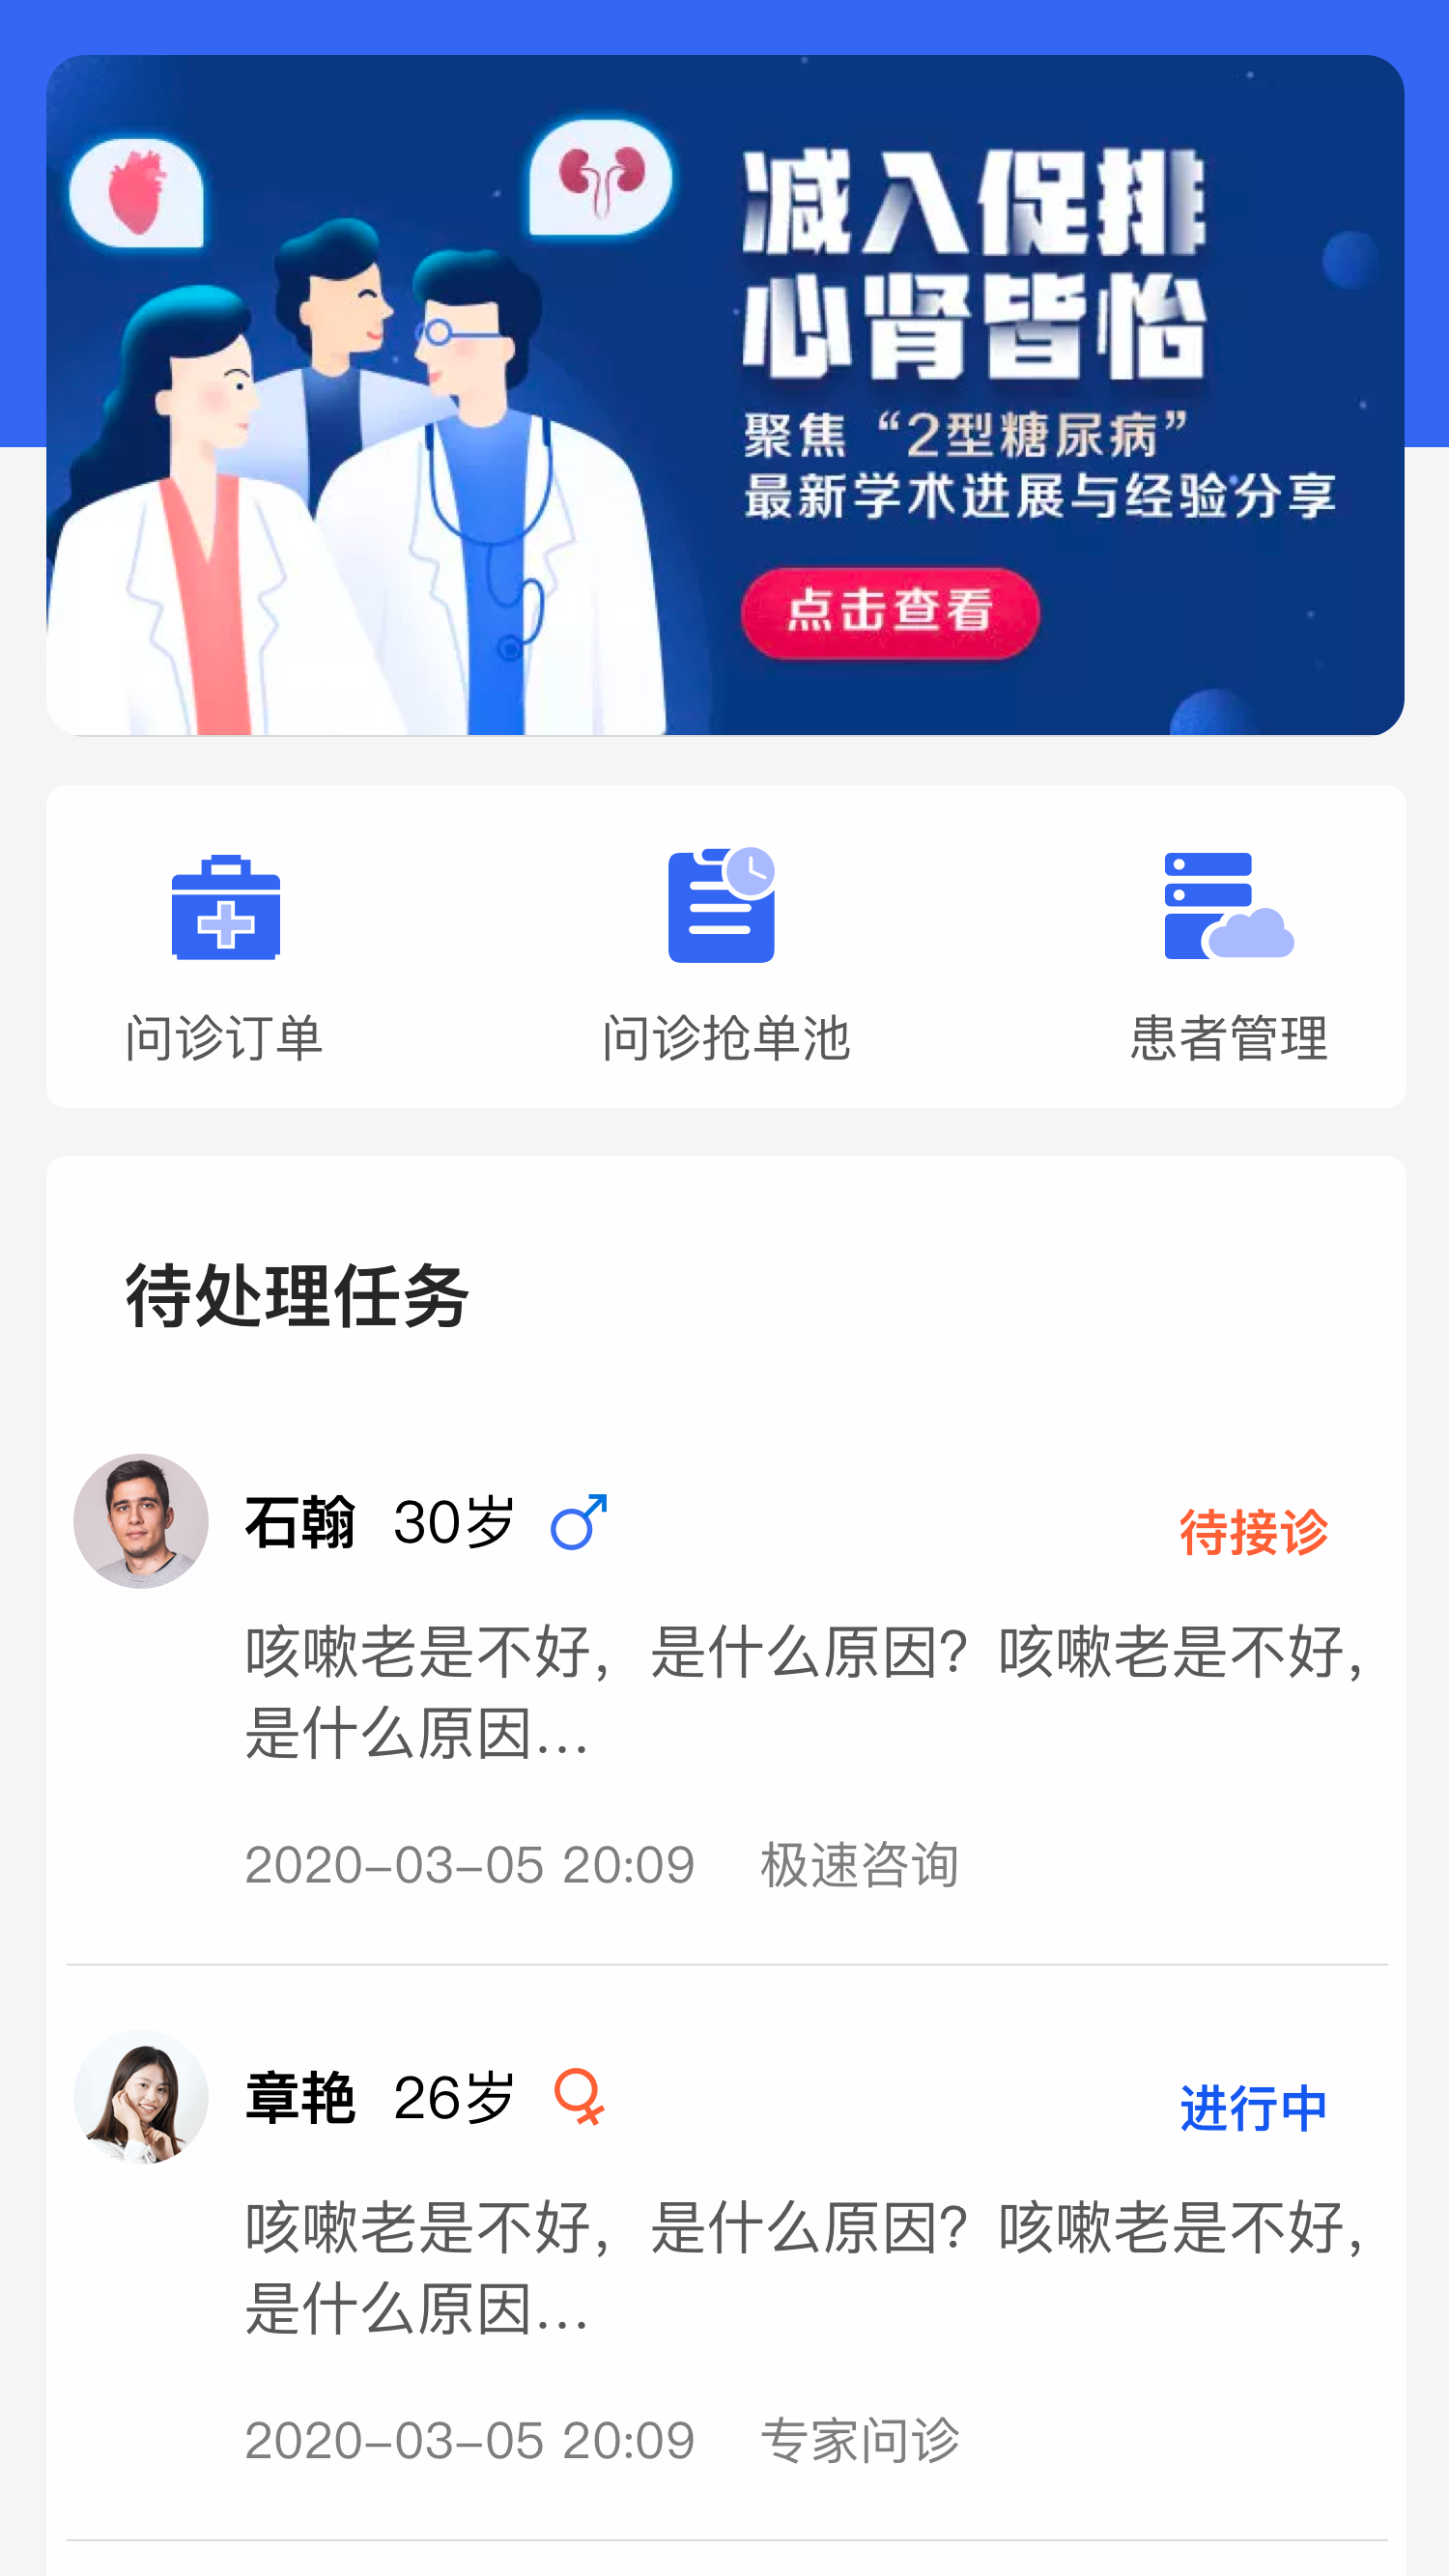 减入促排
心肾皆怡
聚焦“2型糖尿病”
最新学术进展与经验分享
点击查看
问诊订单 问诊抢单池 患者管理
待处理任务
石翰 30岁 待接诊
咳嗽老是不好，是什么原因？咳嗽老是不好，
是什么原因...
2020-03-05 20:09 极速咨询
章艳 26岁 进行中
咳嗽老是不好，是什么原因？咳嗽老是不好，
是什么原因...
2020-03-05 20:09 专家问诊